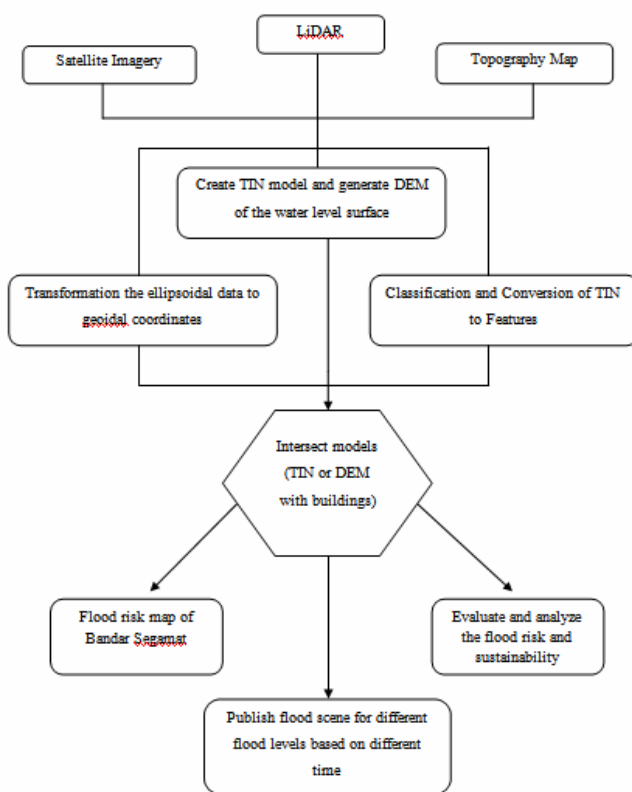 LiDAR
Satellite Imagery
Topography Map
Create TIN model and generate DEM
of the water level surface
Transformation the ellipsoidal data to
geoidal coordinates
Classification and Conversion of TIN
to Features
Intersect models
(TIN or DEM
with buildings)
Flood risk map of
Bandar Segamat
Evaluate and analyze
the flood risk and
sustainability
Publish flood scene for different
flood levels based on different
time